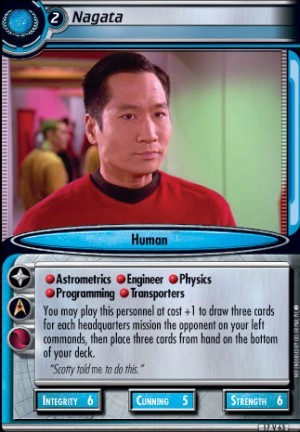 2 Nagata
Human
Astrometrics Engineer Physics
Programming Transporters
You may play this personnel at cost +1 to draw three cards
for each headquarters mission the opponent on your left
commands, then place three cards from hand on the bottom
of your deck.
"Scotty told me to do this."
INTEGRITY 6 CUNNING 5 STRENGTH 6
17 V 45